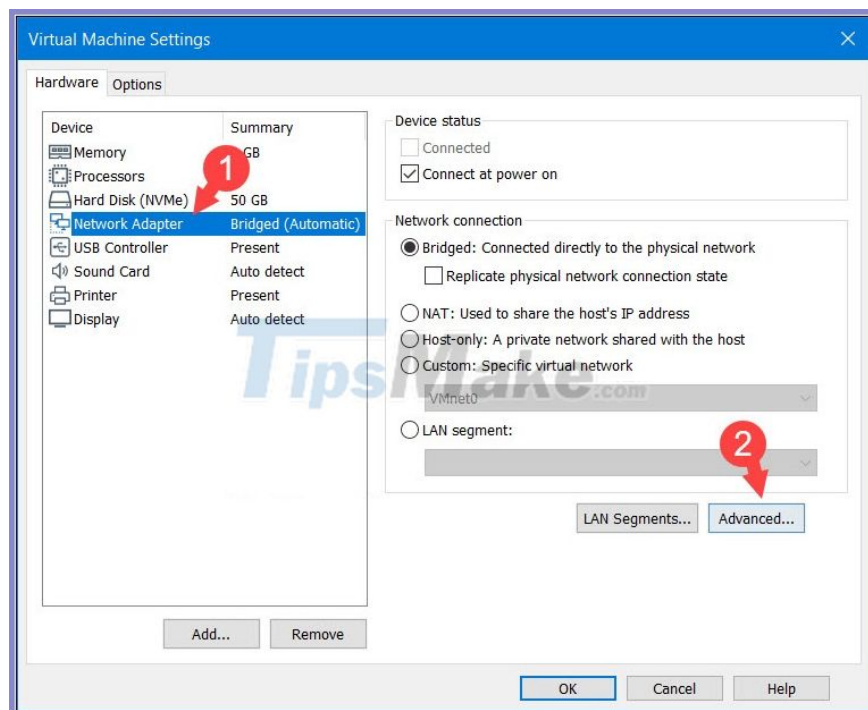 Virtual Machine Settings
Hardware Options
Device Summary
Memory GB
Processors
1
Hard Disk (NVMe) 50 GB
Network Adapter Bridged (Automatic)
USB Controller Present
Sound Card Auto detect
Printer Present
Display Auto detect
Add... Remove
Device status
Connected
Connect at power on
Network connection
Bridged: Connected directly to the physical network
Replicate physical network connection state
NAT: Used to share the host's IP address
Host-only: A private network shared with the host
Custom: Specific virtual network
VMnet0
LAN segment:
2
LAN Segments... Advanced...
TipsMake.com
OK Cancel Help